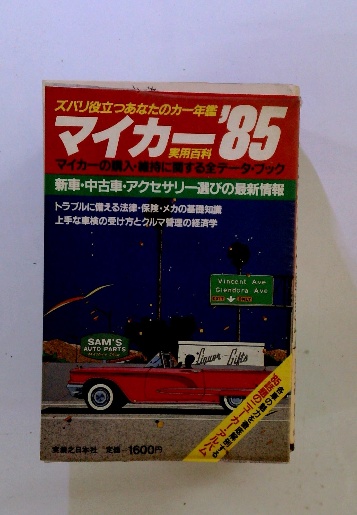 ズバリ役立つあなたのカー年鑑
マイカー'85
実用百科
マイカーの購入・維持に関する全データ・ブック
新車・中古車・アクセサリー選びの最新情報
トラブルに備える法律・保険・メカの基礎知識
上手な車検の受け方とクルマ管理の経済学
Vincent Ave
Glendora Ave
SAM'S
AUTO PARTS
Liquor - Gifts
実業之日本社 定価—1600円